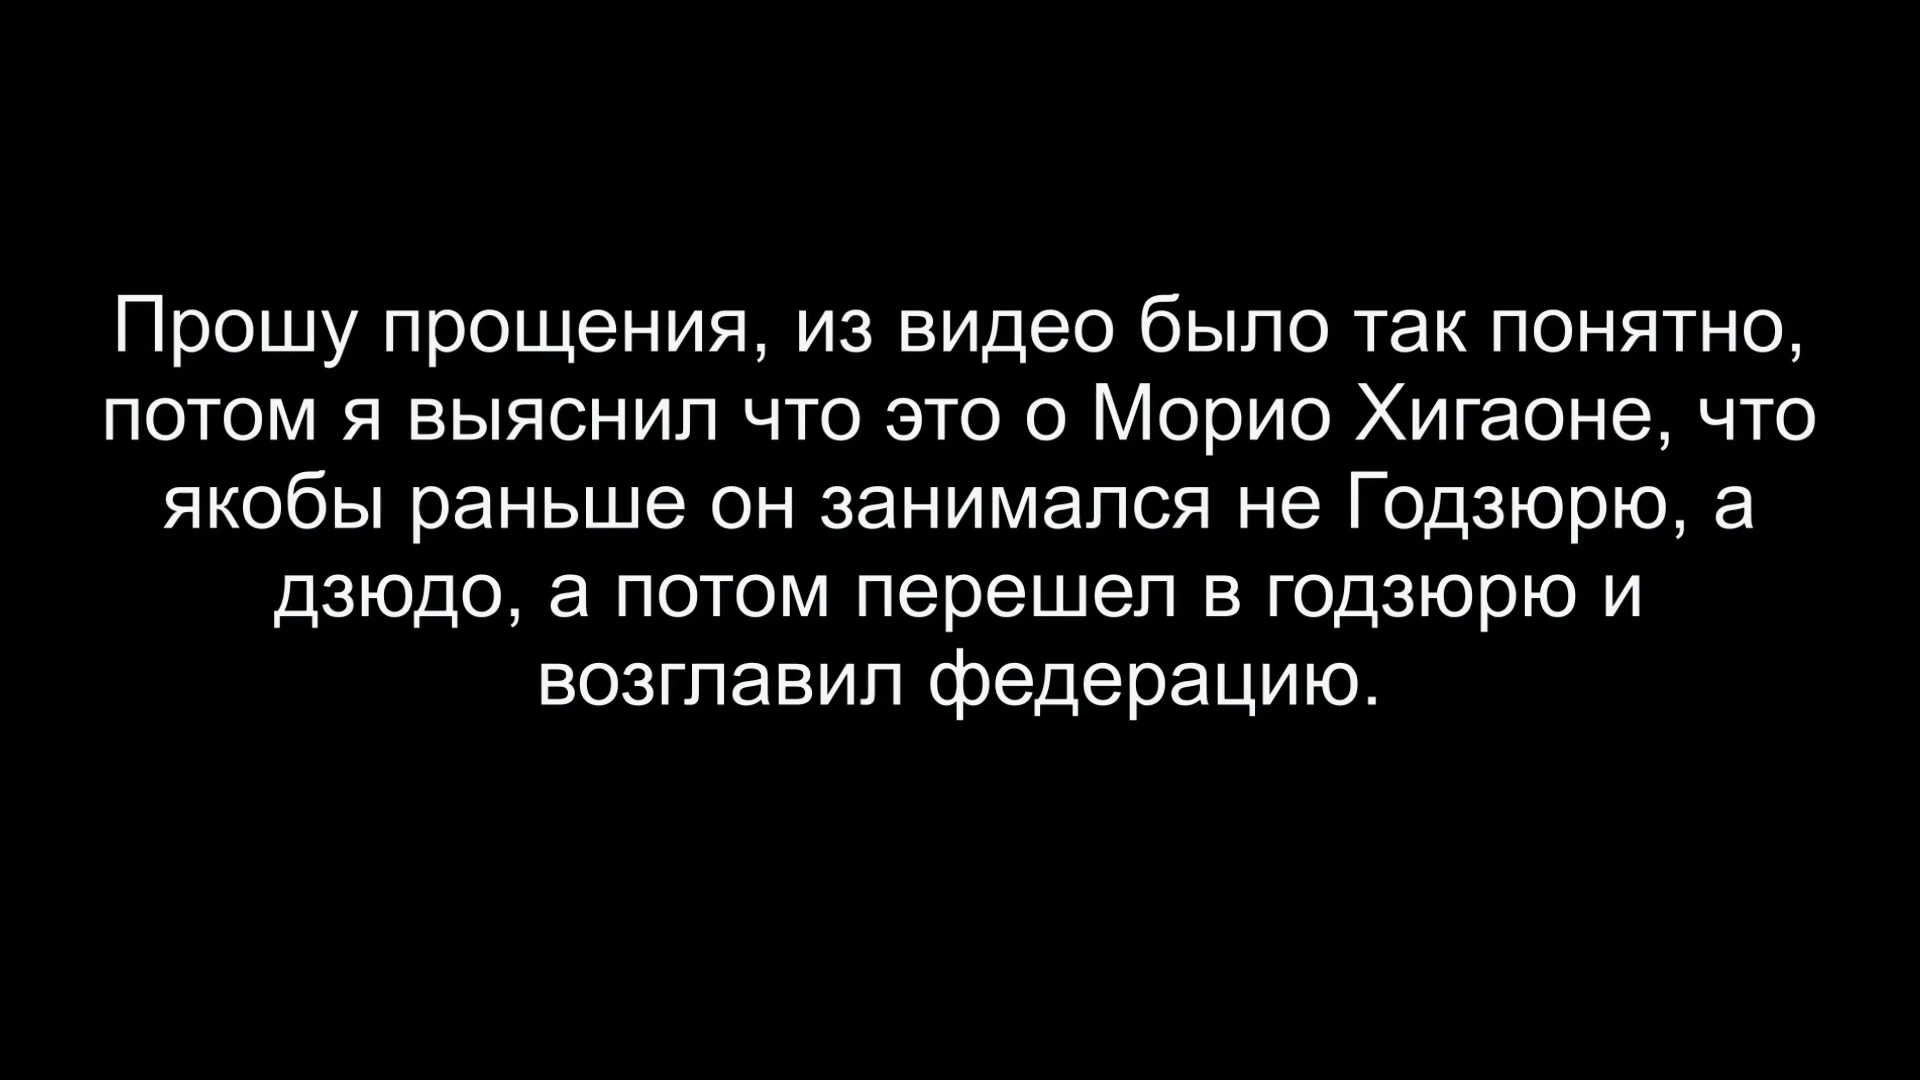 Прошу прощения, из видео было так понятно,
потом я выяснил что это о Морио Хигаоне, что
якобы раньше он занимался не Годзюрю, а
дзюдо, а потом перешел в годзюрю и
возглавил федерацию.